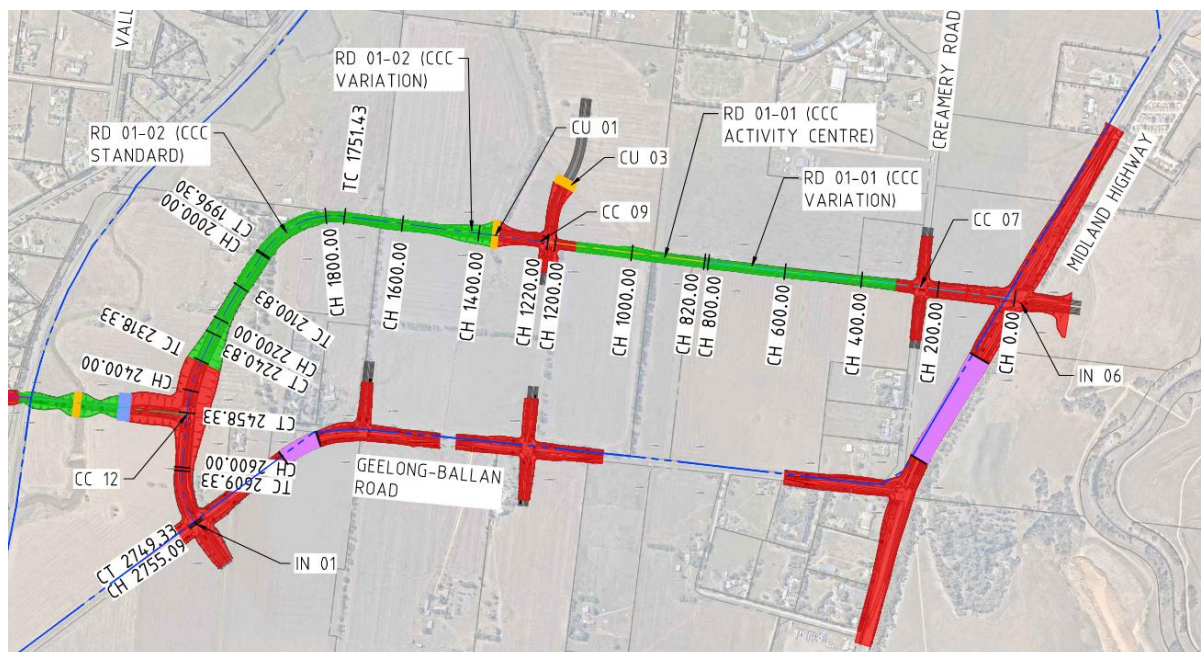 VALL
RD 01-02 (CCC
VARIATION)
RD 01-02 (CCC
STANDARD)
TC 1751.43
CU 01
CU 03
CC 09
RD 01-01 (CCC
ACTIVITY CENTRE)
RD 01-01 (CCC
VARIATION)
CREAMERY ROAD
CC 07
MIDLAND HIGHWAY
CT 1996.30
CH 2000.00
CH 1800.00
CH 1600.00
CH 1400.00
CH 1220.00
CH 1200.00
CH 1000.00
CH 820.00
CH 800.00
CH 600.00
CH 400.00
CH 200.00
CH 0.00
IN 06
TC 2100.83
CH 2200.00
CT 2240.83
TC 2318.33
CH 2400.00
CT 2458.33
CC 12
CH 2600.00
TC 2609.33
GEELONG-BALLAN
ROAD
CT 2749.33
CH 2755.09
IN 01